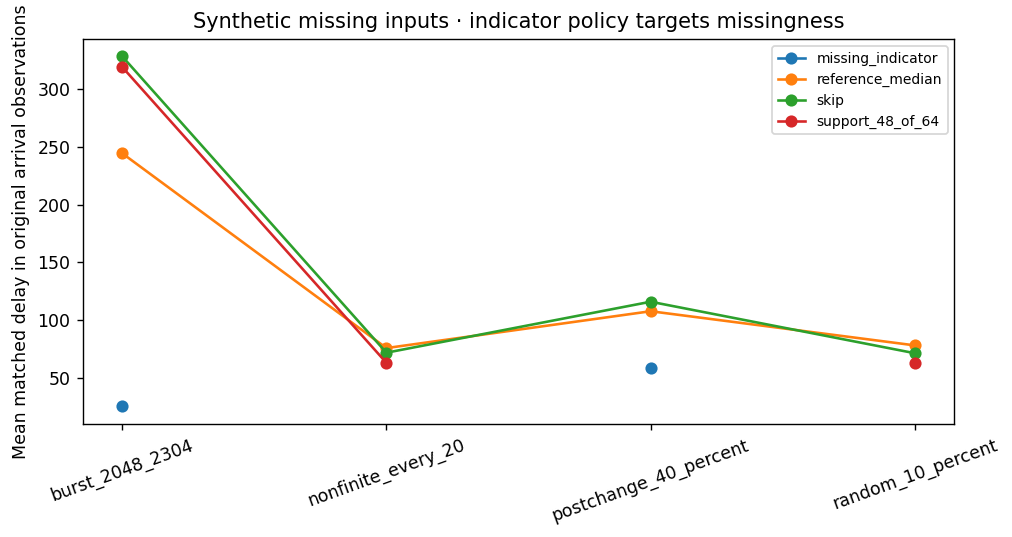 Synthetic missing inputs · indicator policy targets missingness
Mean matched delay in original arrival observations
300
250
200
150
100
50
missing_indicator
reference_median
skip
support_48_of_64
burst_2048_2304
nonfinite_every_20
postchange_40_percent
random_10_percent